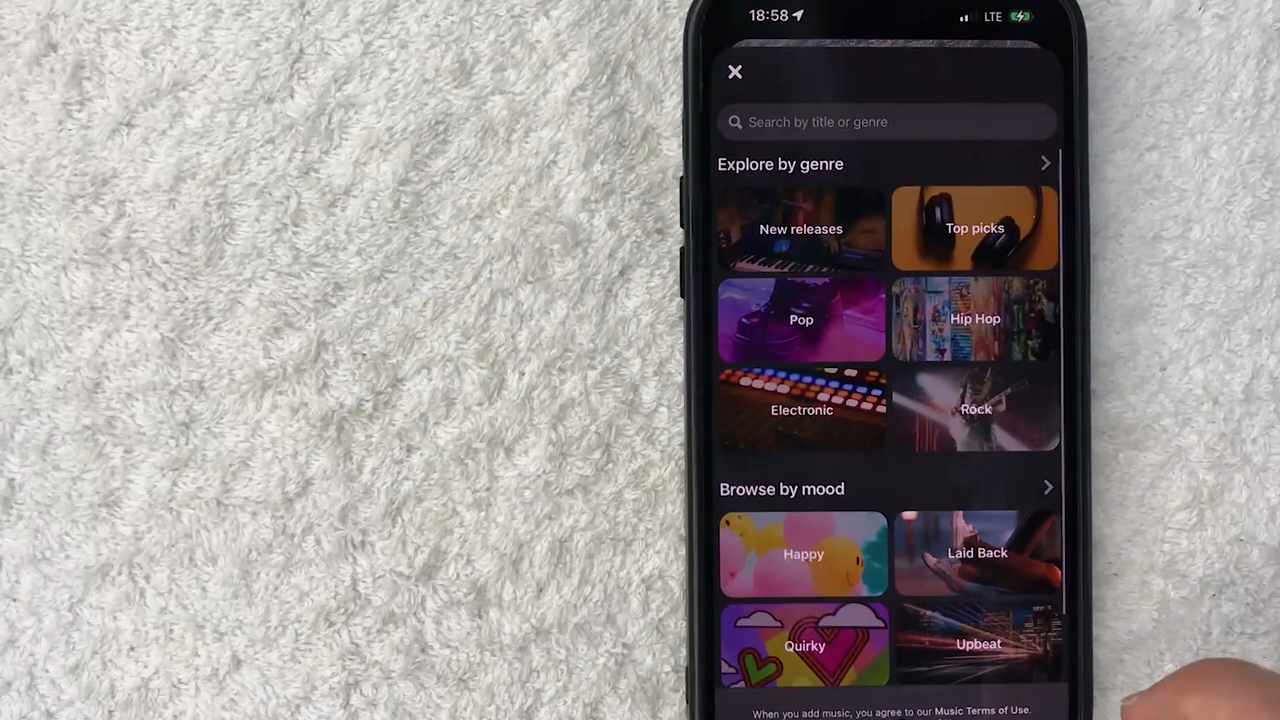 18:58
LTE
Search by title or genre
Explore by genre
New releases
Top picks
Pop
Hip Hop
Electronic
Rock
Browse by mood
Happy
Laid Back
Quirky
Upbeat
When you add music, you agree to our Music Terms of Use.